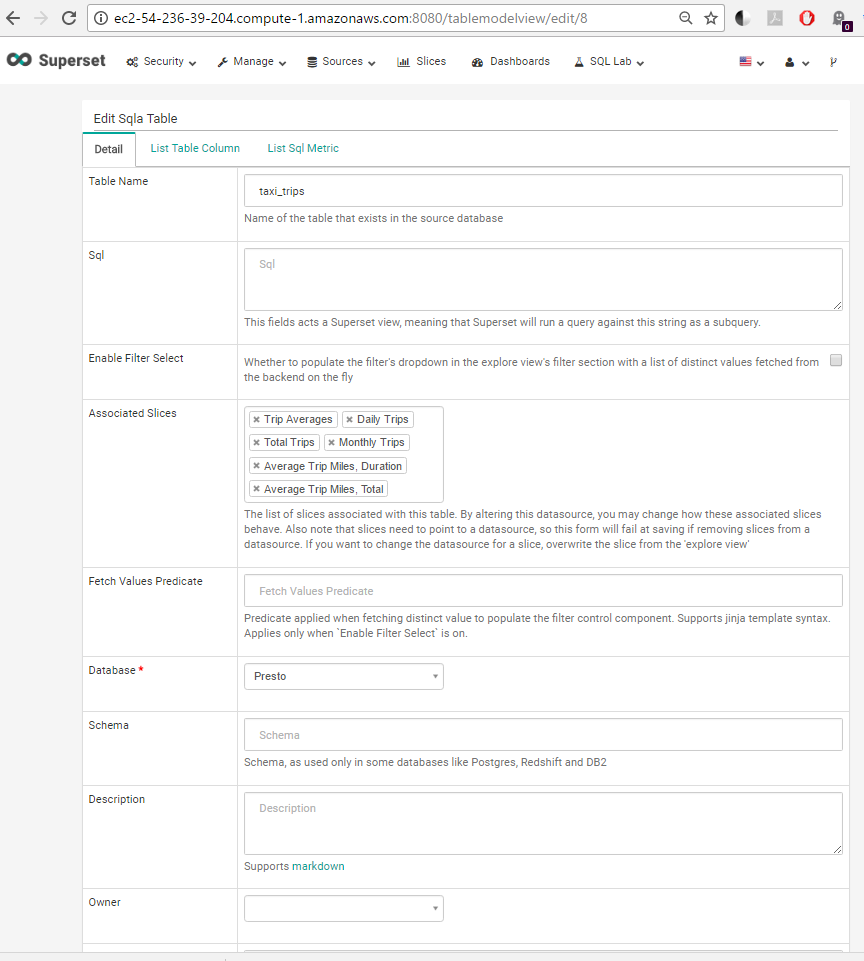 ec2-54-236-39-204.compute-1.amazonaws.com:8080/tablemodelview/edit/8
0
Superset Security Manage Sources Slices Dashboards SQL Lab
Edit Sqla Table
Detail List Table Column List Sql Metric
Table Name
taxi_trips
Name of the table that exists in the source database
Sql
Sql
This fields acts a Superset view, meaning that Superset will run a query against this string as a subquery.
Enable Filter Select
Whether to populate the filter's dropdown in the explore view's filter section with a list of distinct values fetched from
the backend on the fly
Associated Slices
× Trip Averages × Daily Trips
× Total Trips × Monthly Trips
× Average Trip Miles, Duration
× Average Trip Miles, Total
The list of slices associated with this table. By altering this datasource, you may change how these associated slices
behave. Also note that slices need to point to a datasource, so this form will fail at saving if removing slices from a
datasource. If you want to change the datasource for a slice, overwrite the slice from the 'explore view'
Fetch Values Predicate
Fetch Values Predicate
Predicate applied when fetching distinct value to populate the filter control component. Supports jinja template syntax.
Applies only when `Enable Filter Select` is on.
Database *
Presto
Schema
Schema
Schema, as used only in some databases like Postgres, Redshift and DB2
Description
Description
Supports markdown
Owner